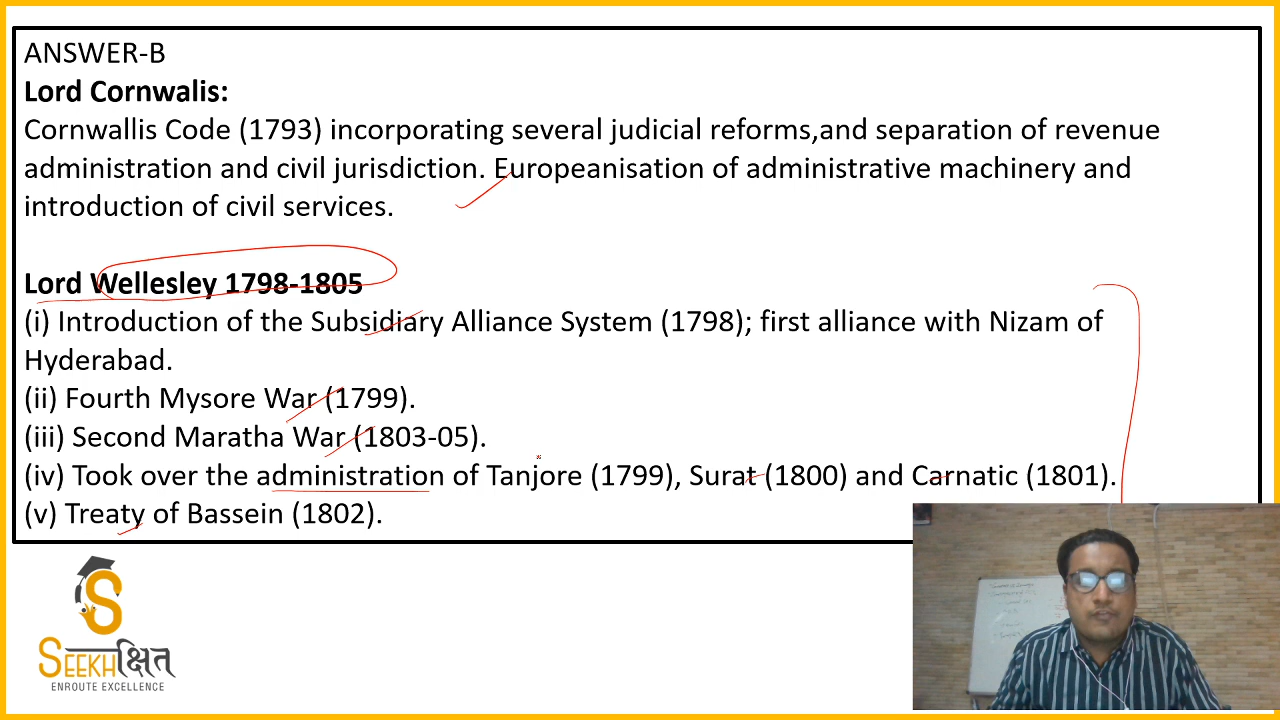 ANSWER-B
Lord Cornwalis:
Cornwallis Code (1793) incorporating several judicial reforms,and separation of revenue
administration and civil jurisdiction. Europeanisation of administrative machinery and
introduction of civil services.
Lord Wellesley 1798-1805
(i) Introduction of the Subsidiary Alliance System (1798); first alliance with Nizam of
Hyderabad.
(ii) Fourth Mysore War (1799).
(iii) Second Maratha War (1803-05).
(iv) Took over the administration of Tanjore (1799), Surat (1800) and Carnatic (1801).
(v) Treaty of Bassein (1802).
SEEKHक्षित
ENROUTE EXCELLENCE